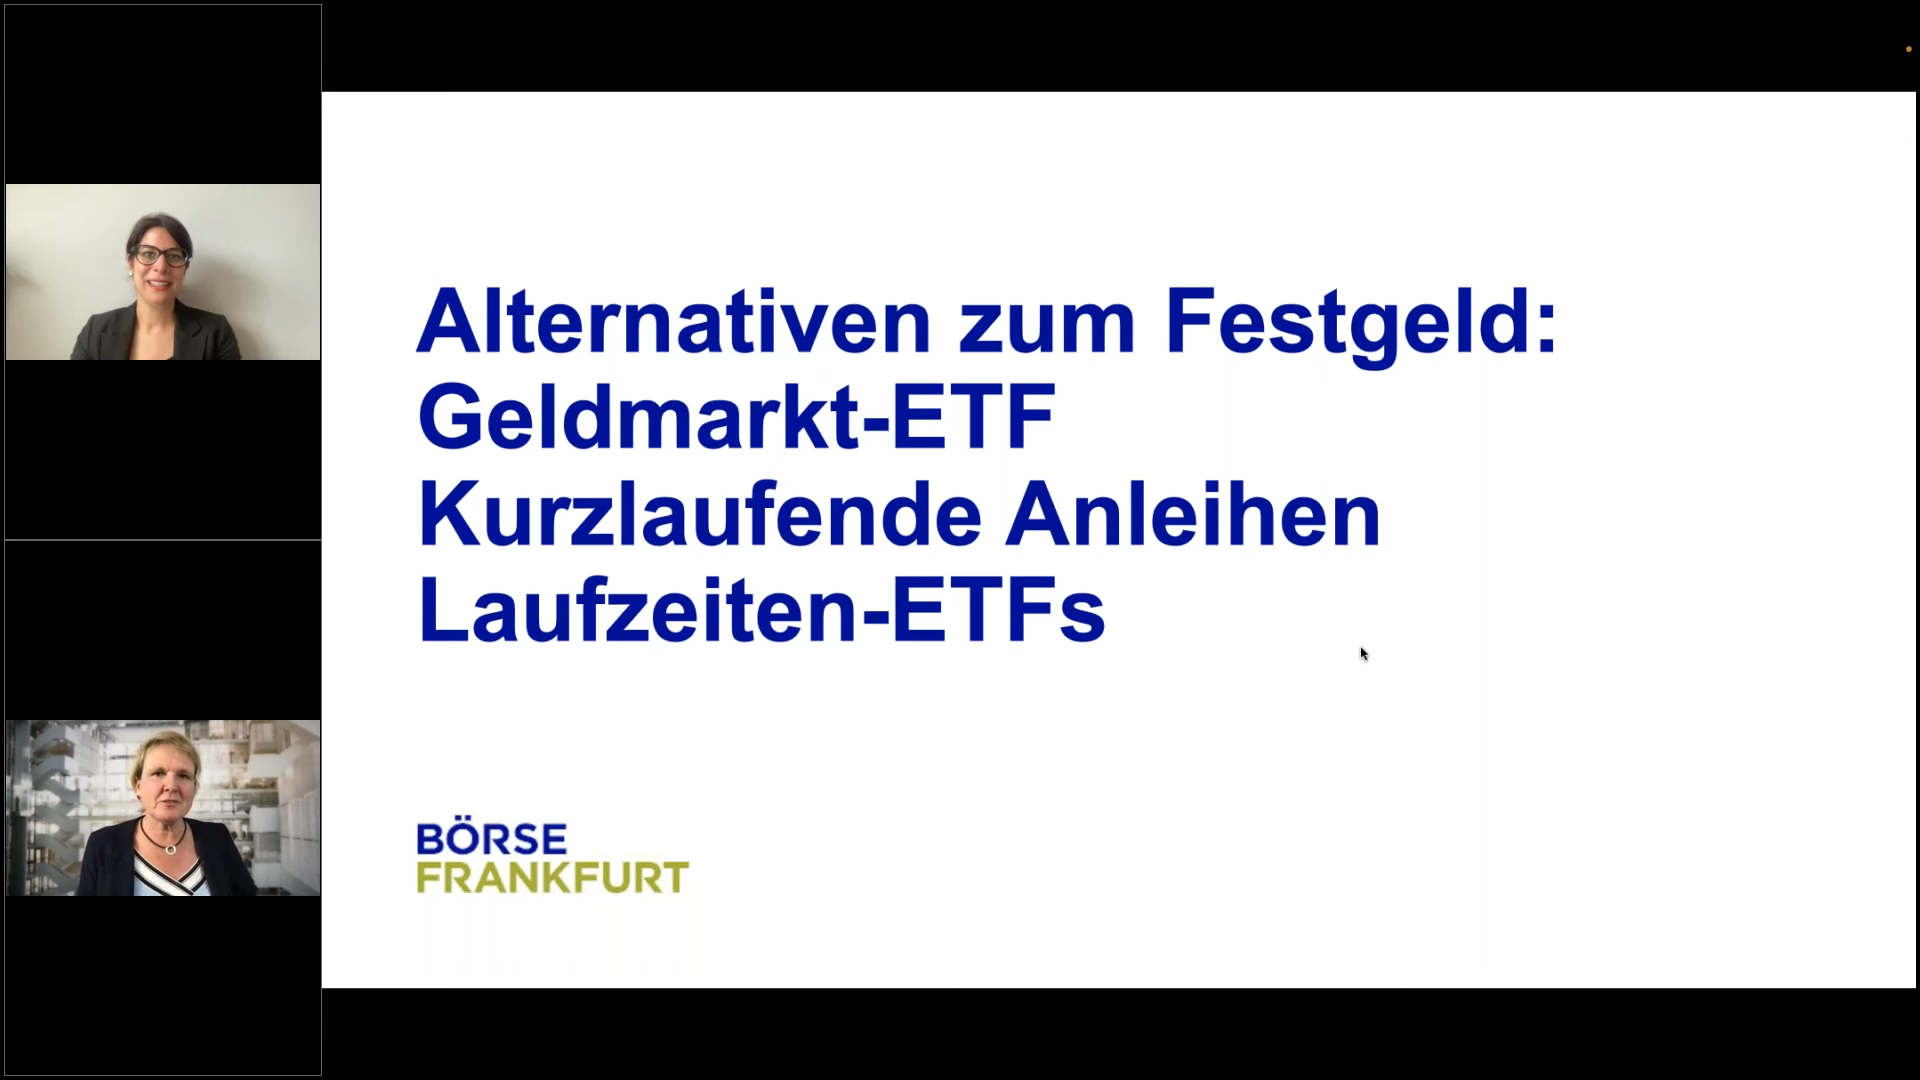 Alternativen zum Festgeld:
Geldmarkt-ETF
Kurzlaufende Anleihen
Laufzeiten-ETFs
BÖRSE
FRANKFURT